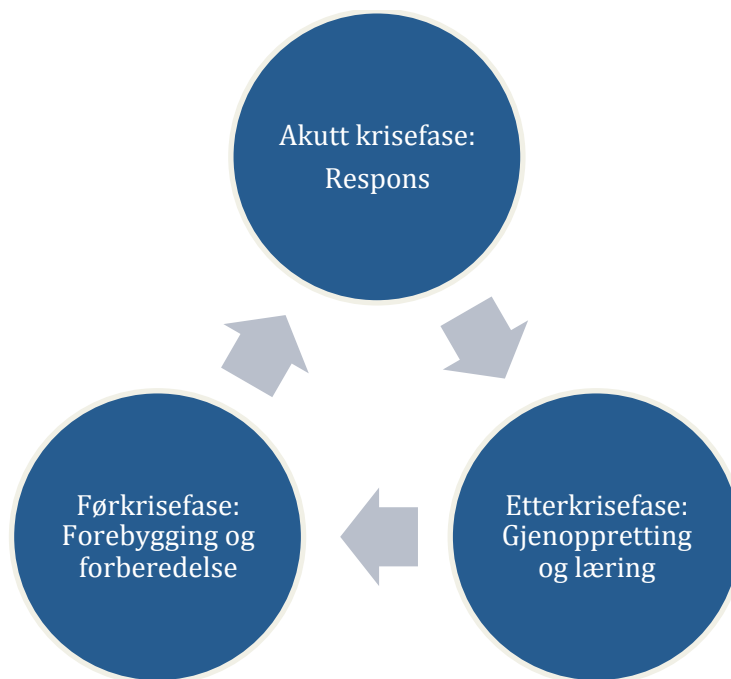 Akutt krisefase:
Respons
Førkrisefase:
Forebygging og
forberedelse
Etterkrisefase:
Gjenoppretting
og læring